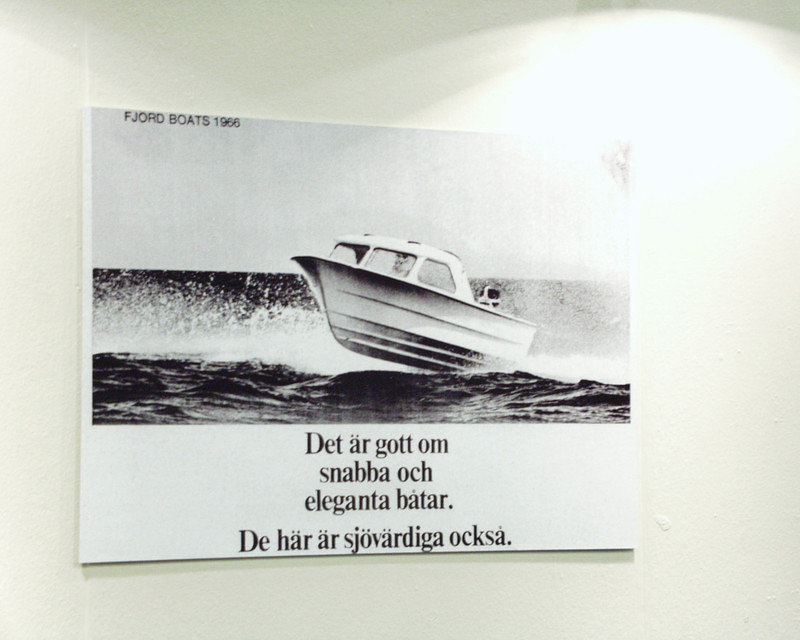 FJORD BOATS 1966
Det är gott om
snabba och
eleganta båtar.
De här är sjövärdiga också.